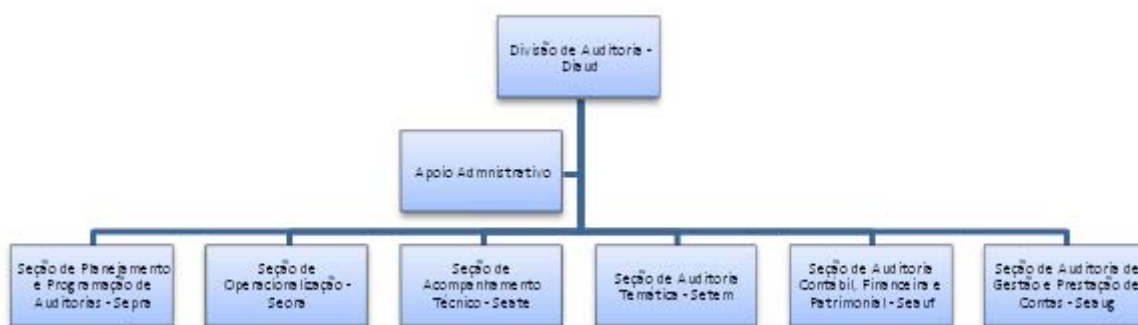 Divisão de Auditoria -
Diaud
Apoio Admnistrativo
Seção de Planejamento
e Programação de
Auditorias - Sepra
Seção de
Operacionalização -
Seora
Seção de
Acompanhamento
Técnico - Seate
Seção de Auditoria
Temática - Setem
Seção de Auditoria
Contábil, Financeira e
Patrimonial - Seauf
Seção de Auditoria de
Gestão e Prestação de
Contas - Seaug